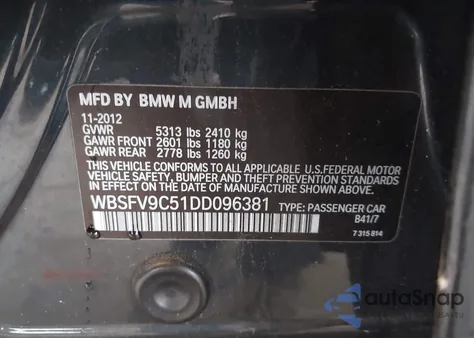 MFD BY BMW M GMBH
11-2012
GVWR 5313 lbs 2410 kg
GAWR FRONT 2601 lbs 1180 kg
GAWR REAR 2778 lbs 1260 kg
THIS VEHICLE CONFORMS TO ALL APPLICABLE U.S.FEDERAL MOTOR
VEHICLE SAFETY, BUMPER AND THEFT PREVENTION STANDARDS
IN EFFECT ON THE DATE OF MANUFACTURE SHOWN ABOVE.
WBSFV9C51DD096381 TYPE: PASSENGER CAR
B41/7
7 315 814
autoSnap